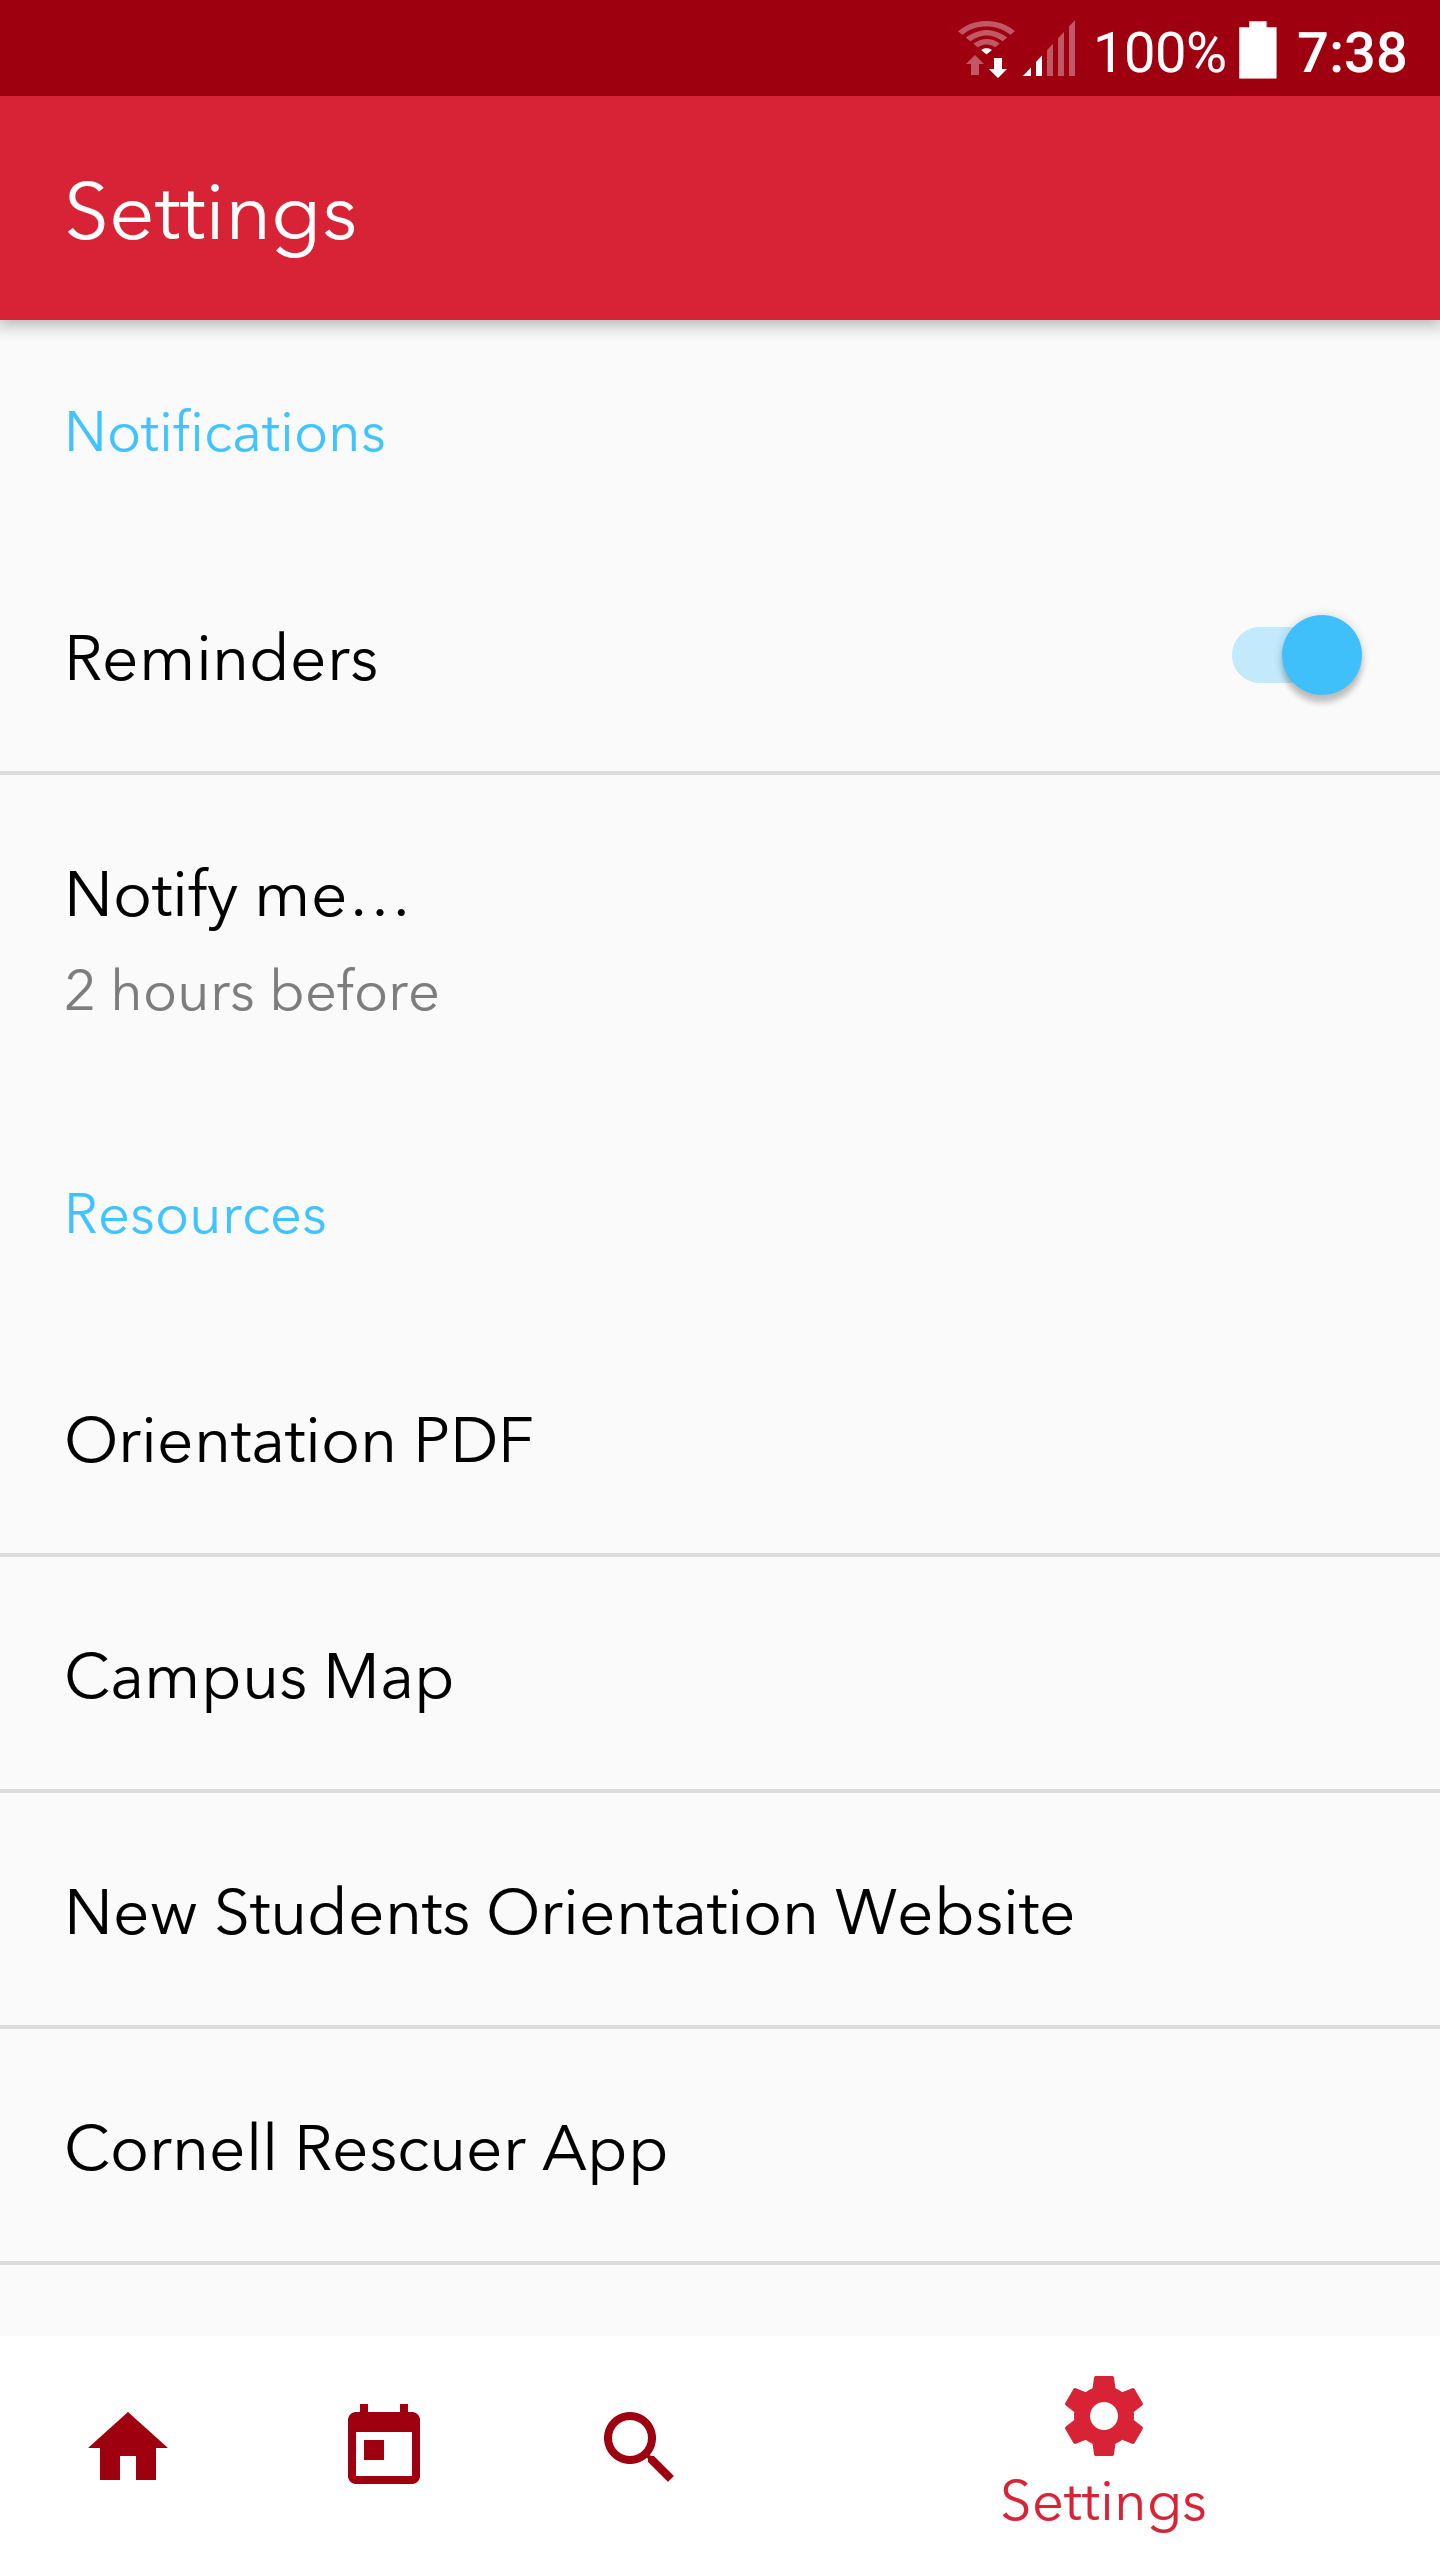 100% 7:38
Settings
Notifications
Reminders
Notify me...
2 hours before
Resources
Orientation PDF
Campus Map
New Students Orientation Website
Cornell Rescuer App
Settings